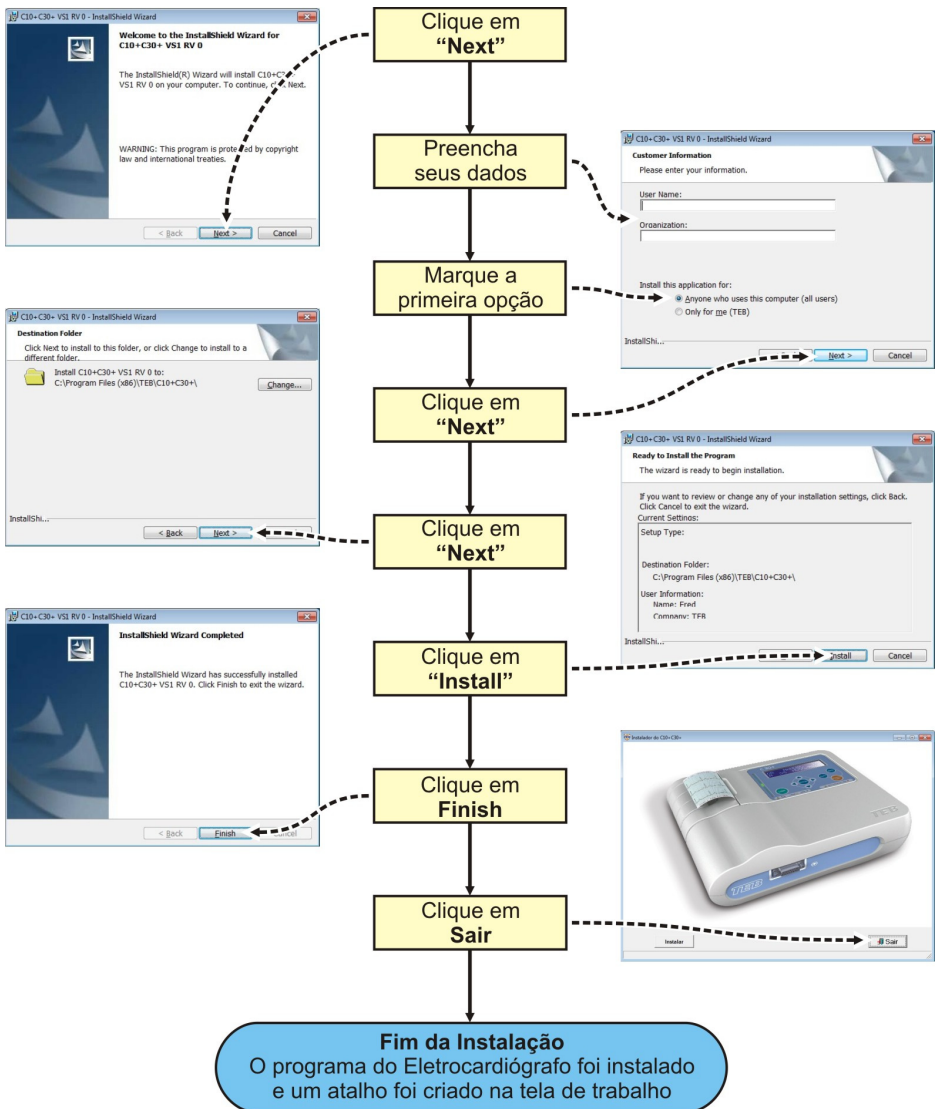 C10+C30+ VS1 RV 0 - InstallShield Wizard
Welcome to the InstallShield Wizard for
C10+C30+ VS1 RV 0
The InstallShield(R) Wizard will install C10+C30+
VS1 RV 0 on your computer. To continue, click Next.
WARNING: This program is protected by copyright
law and international treaties.
< Back
Next >
Cancel
Clique em
“Next”
Preencha
seus dados
C10+C30+ VS1 RV 0 - InstallShield Wizard
Customer Information
Please enter your information.
User Name:
Organization:
Install this application for:
Anyone who uses this computer (all users)
Only for me (TEB)
InstallShi...
Next >
Cancel
Marque a
primeira opção
C10+C30+ VS1 RV 0 - InstallShield Wizard
Destination Folder
Click Next to install to this folder, or click Change to install to a
different folder.
Install C10+C30+ VS1 RV 0 to:
C:\Program Files (x86)\TEB\C10+C30+\
Change...
InstallShi...
< Back
Next >
Clique em
“Next”
Clique em
“Next”
C10+C30+ VS1 RV 0 - InstallShield Wizard
Ready to Install the Program
The wizard is ready to begin installation.
If you want to review or change any of your installation settings, click Back.
Click Cancel to exit the wizard.
Current Settings:
Setup Type:
Destination Folder:
C:\Program Files (x86)\TEB\C10+C30+\
User Information:
Name: Fred
Company: TEB
InstallShi...
Install
Cancel
C10+C30+ VS1 RV 0 - InstallShield Wizard
InstallShield Wizard Completed
The InstallShield Wizard has successfully installed
C10+C30+ VS1 RV 0. Click Finish to exit the wizard.
< Back
Finish
Cancel
Clique em
“Install”
Clique em
Finish
Clique em
Sair
Instalador do C10+C30+
TEB
TEB
Instalar
Sair
Fim da Instalação
O programa do Eletrocardiógrafo foi instalado
e um atalho foi criado na tela de trabalho